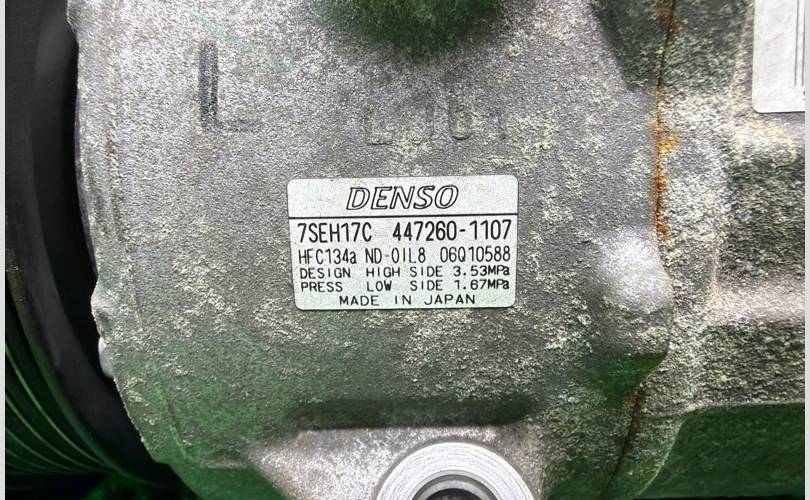 L
DENSO
7SEH17C 447260-1107
HFC134a ND-OIL8 06Q10588
DESIGN HIGH SIDE 3.53MPa
PRESS LOW SIDE 1.67MPa
MADE IN JAPAN